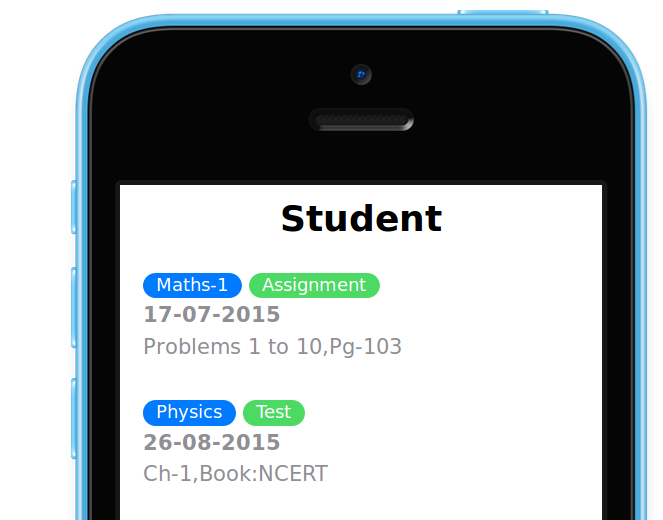 Student
Maths-1 Assignment
17-07-2015
Problems 1 to 10,Pg-103
Physics Test
26-08-2015
Ch-1,Book:NCERT